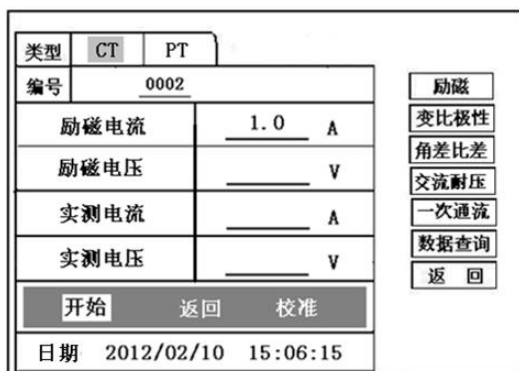 类型 CT PT
编号 0002
励磁电流 1.0 A
励磁电压 V
实测电流 A
实测电压 V
开始 返回 校准
日期 2012/02/10 15:06:15
励磁
变比极性
角差比差
交流耐压
一次通流
数据查询
返 回